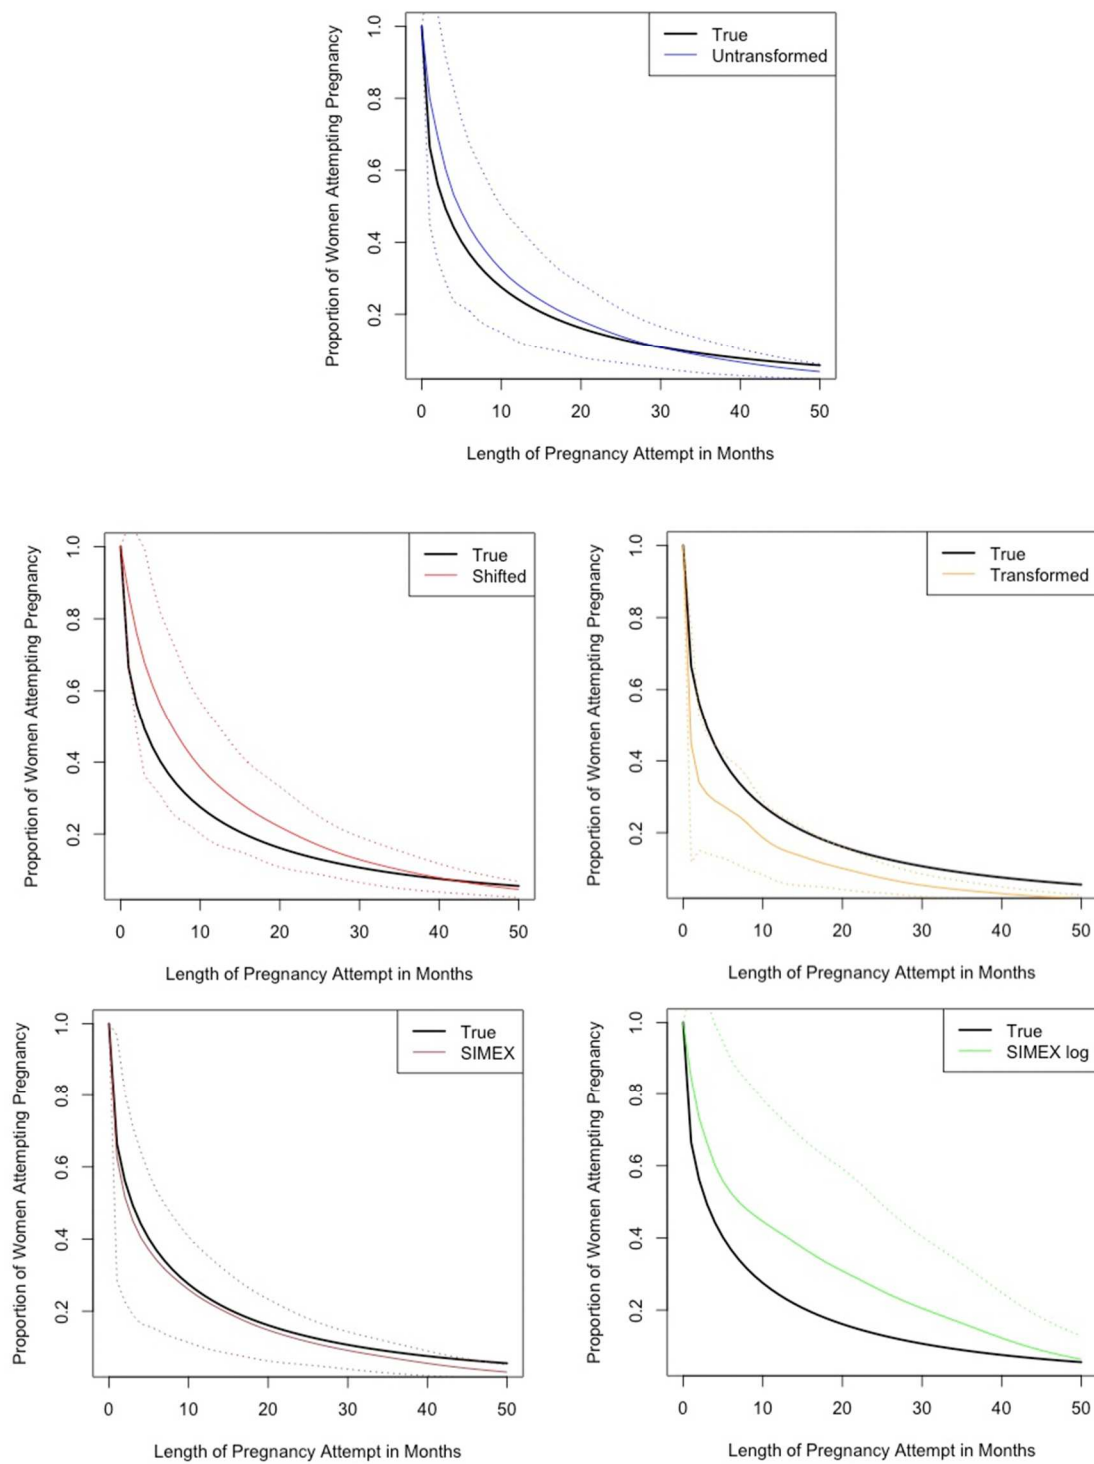 True
Untransformed
Proportion of Women Attempting Pregnancy
1.0
0.8
0.6
0.4
0.2
0 10 20 30 40 50
Length of Pregnancy Attempt in Months
True
Shifted
Proportion of Women Attempting Pregnancy
1.0
0.8
0.6
0.4
0.2
0 10 20 30 40 50
Length of Pregnancy Attempt in Months
True
Transformed
Proportion of Women Attempting Pregnancy
1.0
0.8
0.6
0.4
0.2
0 10 20 30 40 50
Length of Pregnancy Attempt in Months
True
SIMEX
Proportion of Women Attempting Pregnancy
1.0
0.8
0.6
0.4
0.2
0 10 20 30 40 50
Length of Pregnancy Attempt in Months
True
SIMEX log
Proportion of Women Attempting Pregnancy
1.0
0.8
0.6
0.4
0.2
0 10 20 30 40 50
Length of Pregnancy Attempt in Months